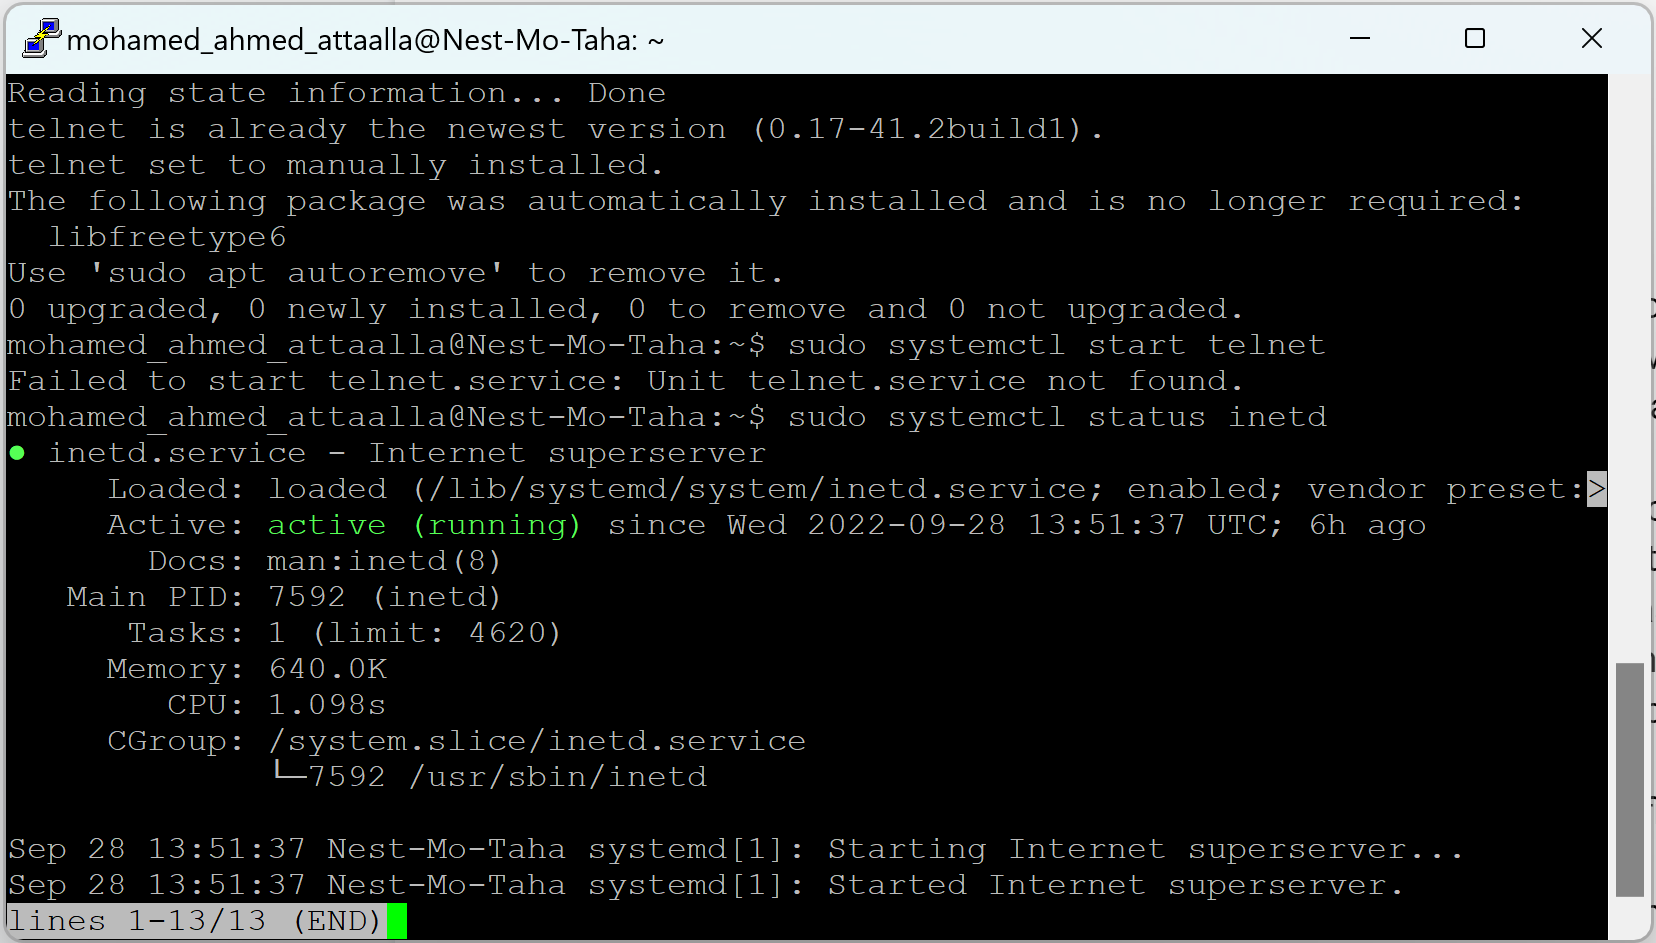 mohamed_ahmed_attaalla@Nest-Mo-Taha: ~
Reading state information... Done
telnet is already the newest version (0.17-41.2build1).
telnet set to manually installed.
The following package was automatically installed and is no longer required:
  libfreetype6
Use 'sudo apt autoremove' to remove it.
0 upgraded, 0 newly installed, 0 to remove and 0 not upgraded.
mohamed_ahmed_attaalla@Nest-Mo-Taha:~$ sudo systemctl start telnet
Failed to start telnet.service: Unit telnet.service not found.
mohamed_ahmed_attaalla@Nest-Mo-Taha:~$ sudo systemctl status inetd
● inetd.service - Internet superserver
     Loaded: loaded (/lib/systemd/system/inetd.service; enabled; vendor preset:>
     Active: active (running) since Wed 2022-09-28 13:51:37 UTC; 6h ago
       Docs: man:inetd(8)
   Main PID: 7592 (inetd)
      Tasks: 1 (limit: 4620)
     Memory: 640.0K
        CPU: 1.098s
     CGroup: /system.slice/inetd.service
             └─7592 /usr/sbin/inetd
Sep 28 13:51:37 Nest-Mo-Taha systemd[1]: Starting Internet superserver...
Sep 28 13:51:37 Nest-Mo-Taha systemd[1]: Started Internet superserver.
lines 1-13/13 (END)